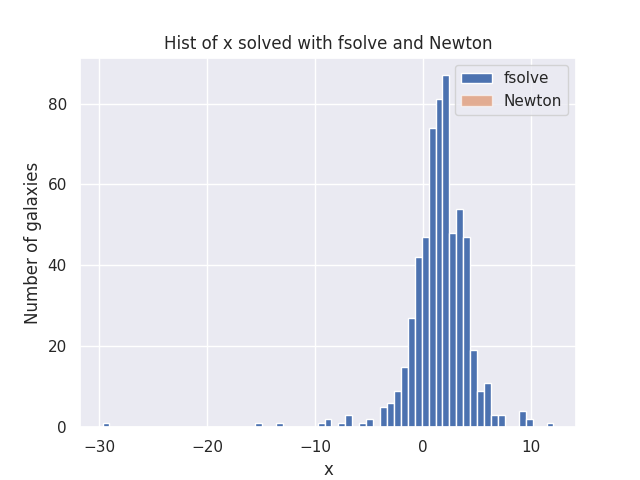 Hist of x solved with fsolve and Newton
fsolve
Newton
Number of galaxies
80
60
40
20
0
−30
−20
−10
0
10
x